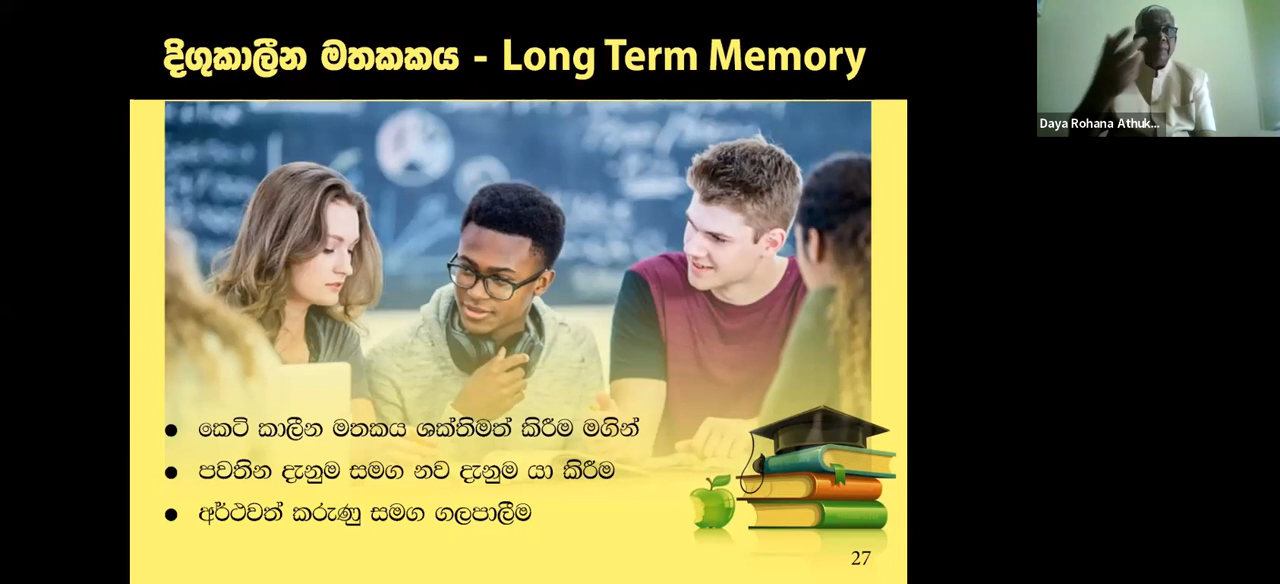 දිගුකාලීන මතකකය - Long Term Memory
Daya Rohana Athuk...
• කෙටි කාලීන මතකය ශක්තිමත් කිරීම මගින්
• පවතින දැනුම සමග නව දැනුම යා කිරීම
• අර්ථවත් කරුණු සමග ගලපාලීම
27